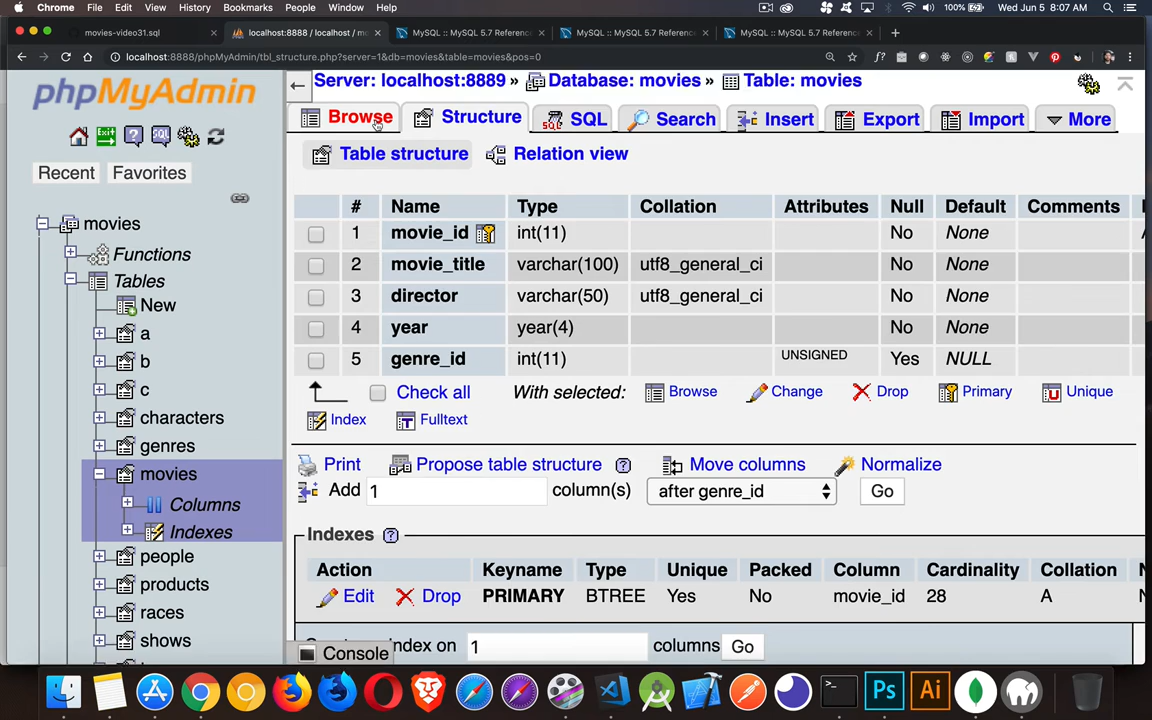 Chrome File Edit View History Bookmarks People Window Help 100% Wed Jun 5 8:07 AM
movies-video31.sql × localhost:8888 / localhost / mo × MySQL :: MySQL 5.7 Reference × MySQL :: MySQL 5.7 Reference × MySQL :: MySQL 5.7 Reference × +
localhost:8888/phpMyAdmin/tbl_structure.php?server=1&db=movies&table=movies&pos=0
phpMyAdmin
Recent Favorites
movies
Functions
Tables
New
a
b
c
characters
genres
movies
Columns
Indexes
people
products
races
shows
Server: localhost:8889 » Database: movies » Table: movies
Browse Structure SQL Search Insert Export Import More
Table structure Relation view
# Name Type Collation Attributes Null Default Comments
1 movie_id int(11) No None
2 movie_title varchar(100) utf8_general_ci No None
3 director varchar(50) utf8_general_ci No None
4 year year(4) No None
5 genre_id int(11) UNSIGNED Yes NULL
Check all With selected: Browse Change Drop Primary Unique
Index Fulltext
Print Propose table structure Move columns Normalize
Add 1 column(s) after genre_id Go
Indexes
Action Keyname Type Unique Packed Column Cardinality Collation N
Edit Drop PRIMARY BTREE Yes No movie_id 28 A
index on 1 columns Go
Console
Ps Ai